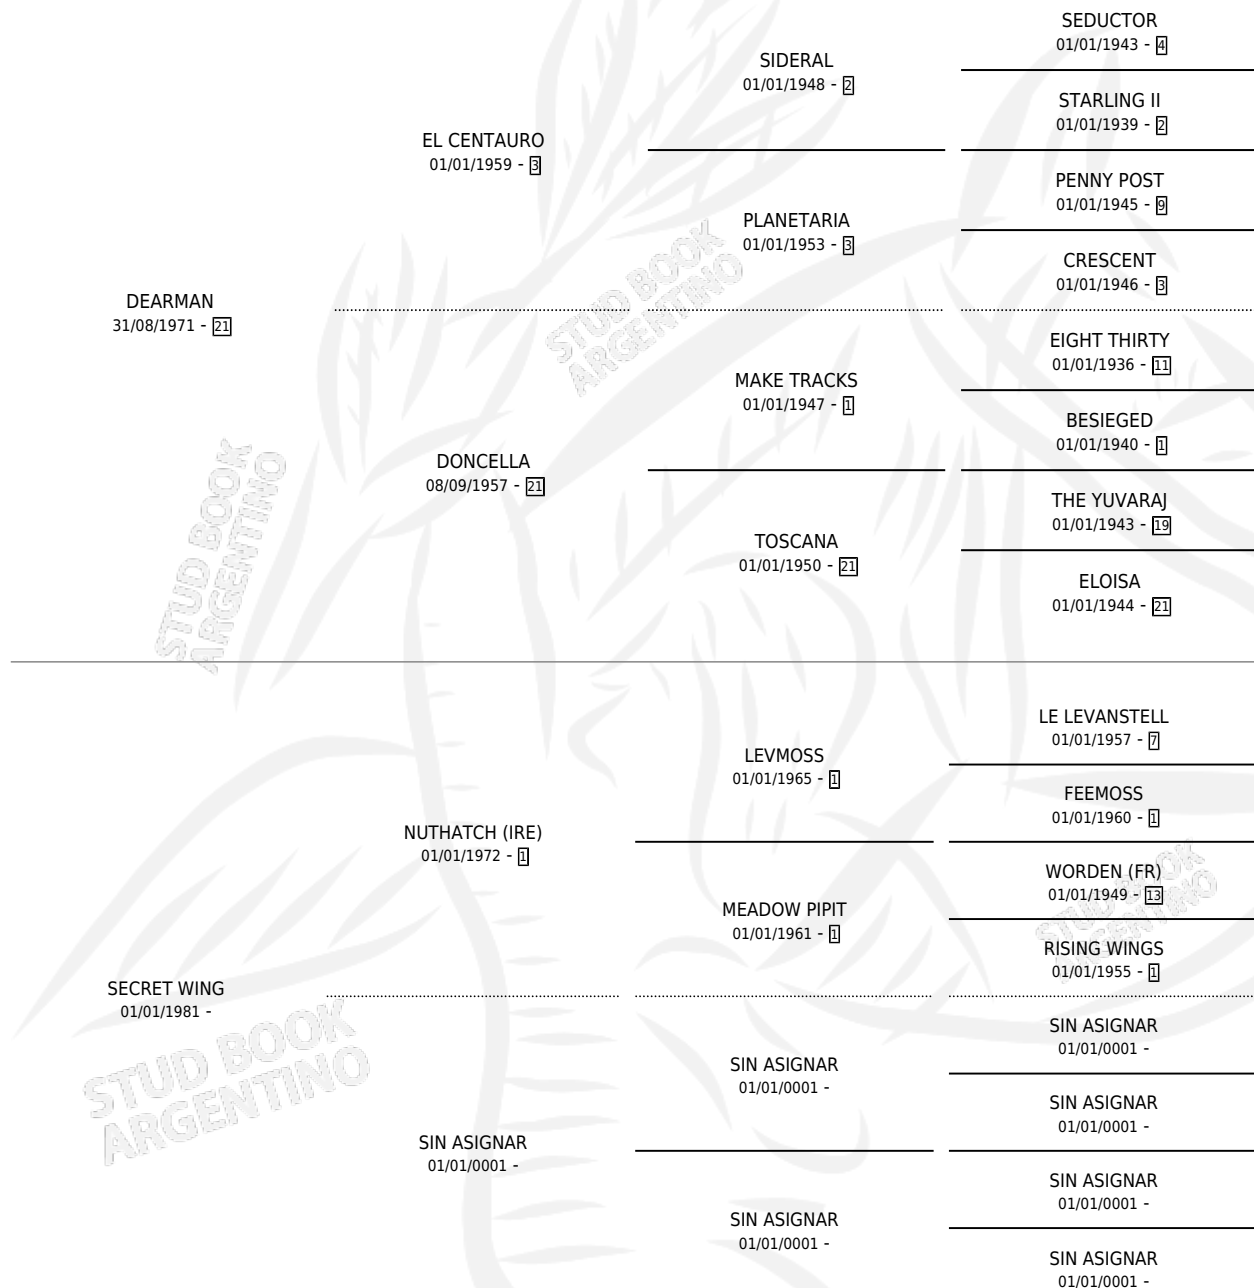 SEDUCTOR
01/01/1943 - 4
SIDERAL
01/01/1948 - 2
STARLING II
01/01/1939 - 2
EL CENTAURO
01/01/1959 - 3
PENNY POST
01/01/1945 - 9
PLANETARIA
01/01/1953 - 3
CRESCENT
01/01/1946 - 3
DEARMAN
31/08/1971 - 21
EIGHT THIRTY
01/01/1936 - 11
MAKE TRACKS
01/01/1947 - 1
BESIEGED
01/01/1940 - 1
DONCELLA
08/09/1957 - 21
THE YUVARAJ
01/01/1943 - 19
TOSCANA
01/01/1950 - 21
ELOISA
01/01/1944 - 21
LE LEVANSTELL
01/01/1957 - 7
LEVMOSS
01/01/1965 - 1
FEEMOSS
01/01/1960 - 1
NUTHATCH (IRE)
01/01/1972 - 1
WORDEN (FR)
01/01/1949 - 13
MEADOW PIPIT
01/01/1961 - 1
RISING WINGS
01/01/1955 - 1
SECRET WING
01/01/1981 -
SIN ASIGNAR
01/01/0001 -
SIN ASIGNAR
01/01/0001 -
SIN ASIGNAR
01/01/0001 -
SIN ASIGNAR
01/01/0001 -
SIN ASIGNAR
01/01/0001 -
SIN ASIGNAR
01/01/0001 -
SIN ASIGNAR
01/01/0001 -
STUD BOOK
ARGENTINO
STUD BOOK
ARGENTINO
STUD BOOK
ARGENTINO
STUD BOOK
ARGENTINO